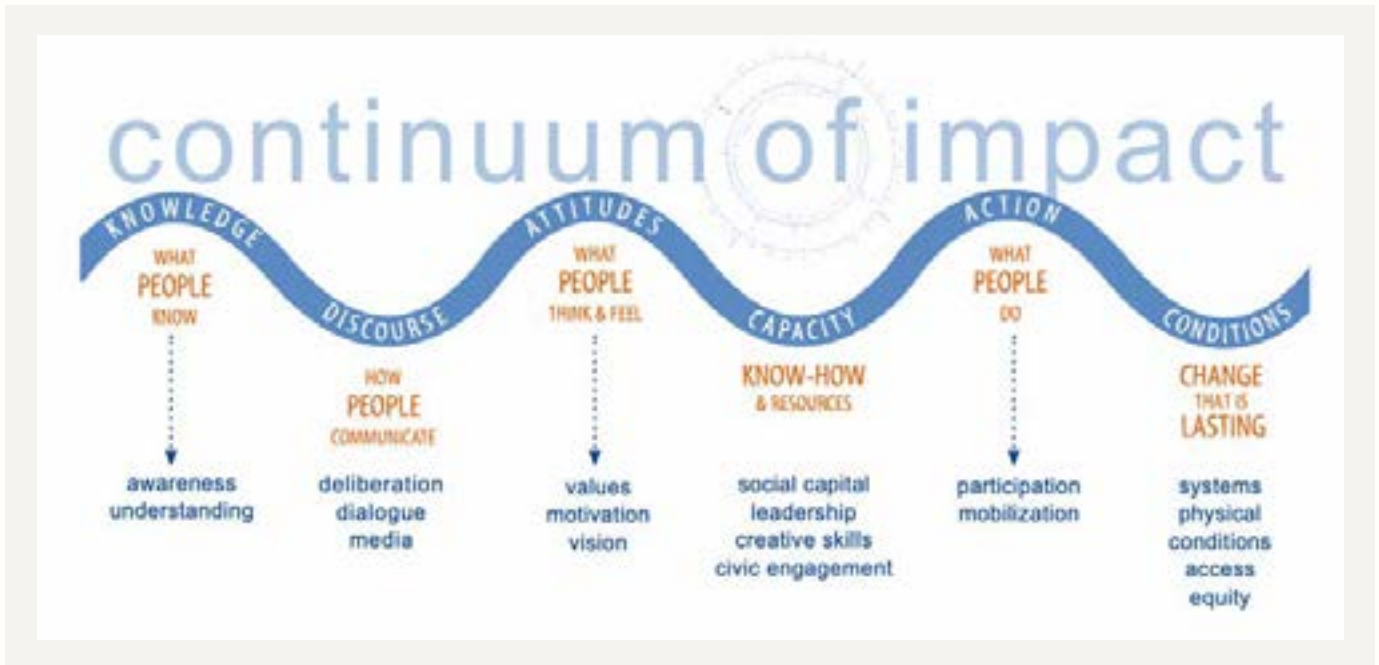 continuum of impact
KNOWLEDGE
WHAT
PEOPLE
KNOW
awareness
understanding
DISCOURSE
HOW
PEOPLE
COMMUNICATE
deliberation
dialogue
media
ATTITUDES
WHAT
PEOPLE
THINK & FEEL
values
motivation
vision
CAPACITY
KNOW-HOW
& RESOURCES
social capital
leadership
creative skills
civic engagement
ACTION
WHAT
PEOPLE
DO
participation
mobilization
CONDITIONS
CHANGE
THAT IS
LASTING
systems
physical
conditions
access
equity